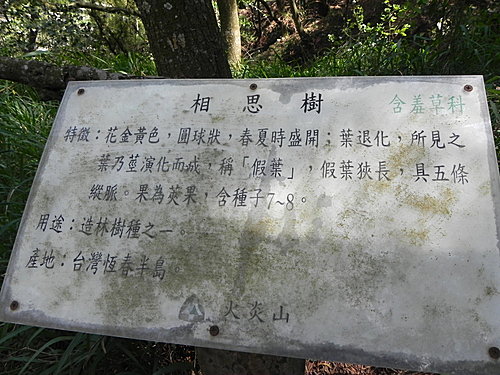 相思樹 含羞草科
特徵：花金黃色，圓球狀，春夏時盛開；葉退化，所見之
葉乃莖演化而成，稱「假葉」，假葉狹長，具五條
縱脈。果為莢果，含種子7~8。
用途：造林樹種之一。
產地：台灣恆春半島。
火炎山